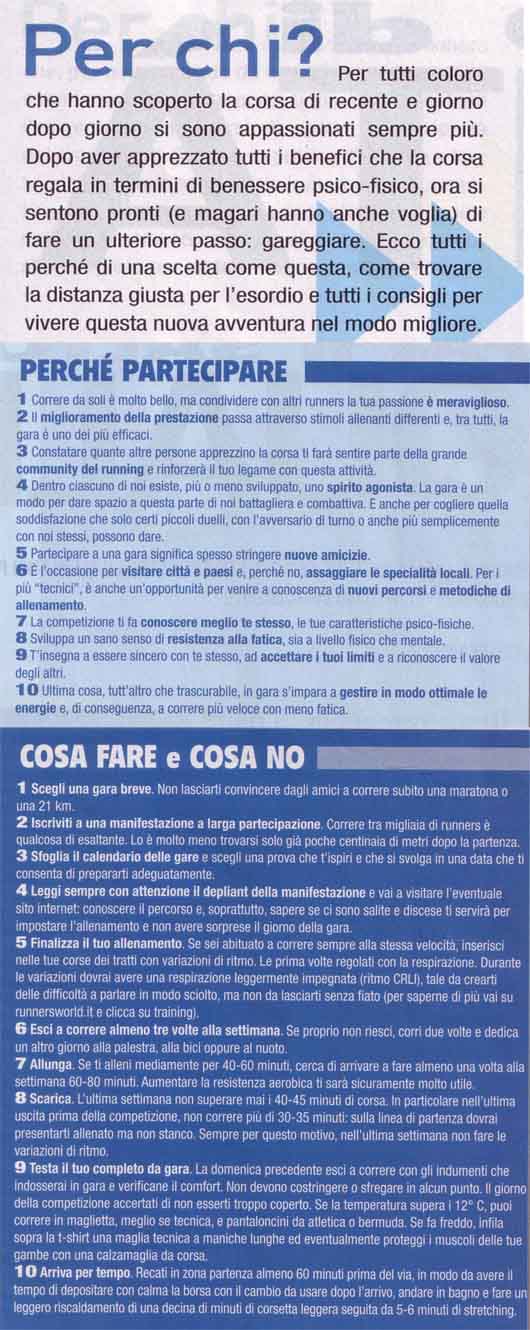 Per chi? Per tutti coloro
che hanno scoperto la corsa di recente e giorno
dopo giorno si sono appassionati sempre più.
Dopo aver apprezzato tutti i benefici che la corsa
regala in termini di benessere psico-fisico, ora si
sentono pronti (e magari hanno anche voglia) di
fare un ulteriore passo: gareggiare. Ecco tutti i
perché di una scelta come questa, come trovare
la distanza giusta per l'esordio e tutti i consigli per
vivere questa nuova avventura nel modo migliore.
PERCHÉ PARTECIPARE
1 Correre da soli è molto bello, ma condividere con altri runners la tua passione è meraviglioso.
2 Il miglioramento della prestazione passa attraverso stimoli allenanti differenti e, tra tutti, la
gara è uno dei più efficaci.
3 Constatare quante altre persone apprezzino la corsa ti farà sentire parte della grande
community del running e rinforzerà il tuo legame con questa attività.
4 Dentro ciascuno di noi esiste, più o meno sviluppato, uno spirito agonista. La gara è un
modo per dare spazio a questa parte di noi battagliera e combattiva. E anche per cogliere quella
soddisfazione che solo certi piccoli duelli, con l'avversario di turno o anche più semplicemente
con noi stessi, possono dare.
5 Partecipare a una gara significa spesso stringere nuove amicizie.
6 È l'occasione per visitare città e paesi e, perché no, assaggiare le specialità locali. Per i
più "tecnici", è anche un'opportunità per venire a conoscenza di nuovi percorsi e metodiche di
allenamento.
7 La competizione ti fa conoscere meglio te stesso, le tue caratteristiche psico-fisiche.
8 Sviluppa un sano senso di resistenza alla fatica, sia a livello fisico che mentale.
9 T'insegna a essere sincero con te stesso, ad accettare i tuoi limiti e a riconoscere il valore
degli altri.
10 Ultima cosa, tutt'altro che trascurabile, in gara s'impara a gestire in modo ottimale le
energie e, di conseguenza, a correre più veloce con meno fatica.
COSA FARE e COSA NO
1 Scegli una gara breve. Non lasciarti convincere dagli amici a correre subito una maratona o
una 21 km.
2 Iscriviti a una manifestazione a larga partecipazione. Correre tra migliaia di runners è
qualcosa di esaltante. Lo è molto meno trovarsi solo già poche centinaia di metri dopo la partenza.
3 Sfoglia il calendario delle gare e scegli una prova che t'ispiri e che si svolga in una data che ti
consenta di prepararti adeguatamente.
4 Leggi sempre con attenzione il depliant della manifestazione e vai a visitare l'eventuale
sito internet: conoscere il percorso e, soprattutto, sapere se ci sono salite e discese ti servirà per
impostare l'allenamento e non avere sorprese il giorno della gara.
5 Finalizza il tuo allenamento. Se sei abituato a correre sempre alla stessa velocità, inserisci
nelle tue corse dei tratti con variazioni di ritmo. Le prima volte regolati con la respirazione. Durante
le variazioni dovrai avere una respirazione leggermente impegnata (ritmo CRLI), tale da crearti
delle difficoltà a parlare in modo sciolto, ma non da lasciarti senza fiato (per saperne di più vai su
runnersworld.it e clicca su training).
6 Esci a correre almeno tre volte alla settimana. Se proprio non riesci, corri due volte e dedica
un altro giorno alla palestra, alla bici oppure al nuoto.
7 Allunga. Se ti alleni mediamente per 40-60 minuti, cerca di arrivare a fare almeno una volta alla
settimana 60-80 minuti. Aumentare la resistenza aerobica ti sarà sicuramente molto utile.
8 Scarica. L'ultima settimana non superare mai i 40-45 minuti di corsa. In particolare nell'ultima
uscita prima della competizione, non correre più di 30-35 minuti: sulla linea di partenza dovrai
presentarti allenato ma non stanco. Sempre per questo motivo, nell'ultima settimana non fare le
variazioni di ritmo.
9 Testa il tuo completo da gara. La domenica precedente esci a correre con gli indumenti che
indosserai in gara e verificane il comfort. Non devono costringere o sfregare in alcun punto. Il giorno
della competizione accertati di non esserti troppo coperto. Se la temperatura supera i 12° C, puoi
correre in maglietta, meglio se tecnica, e pantaloncini da atletica o bermuda. Se fa freddo, infila
sopra la t-shirt una maglia tecnica a maniche lunghe ed eventualmente proteggi i muscoli delle tue
gambe con una calzamaglia da corsa.
10 Arriva per tempo. Recati in zona partenza almeno 60 minuti prima del via, in modo da avere il
tempo di depositare con calma la borsa con il cambio da usare dopo l'arrivo, andare in bagno e fare un
leggero riscaldamento di una decina di minuti di corsetta leggera seguita da 5-6 minuti di stretching.